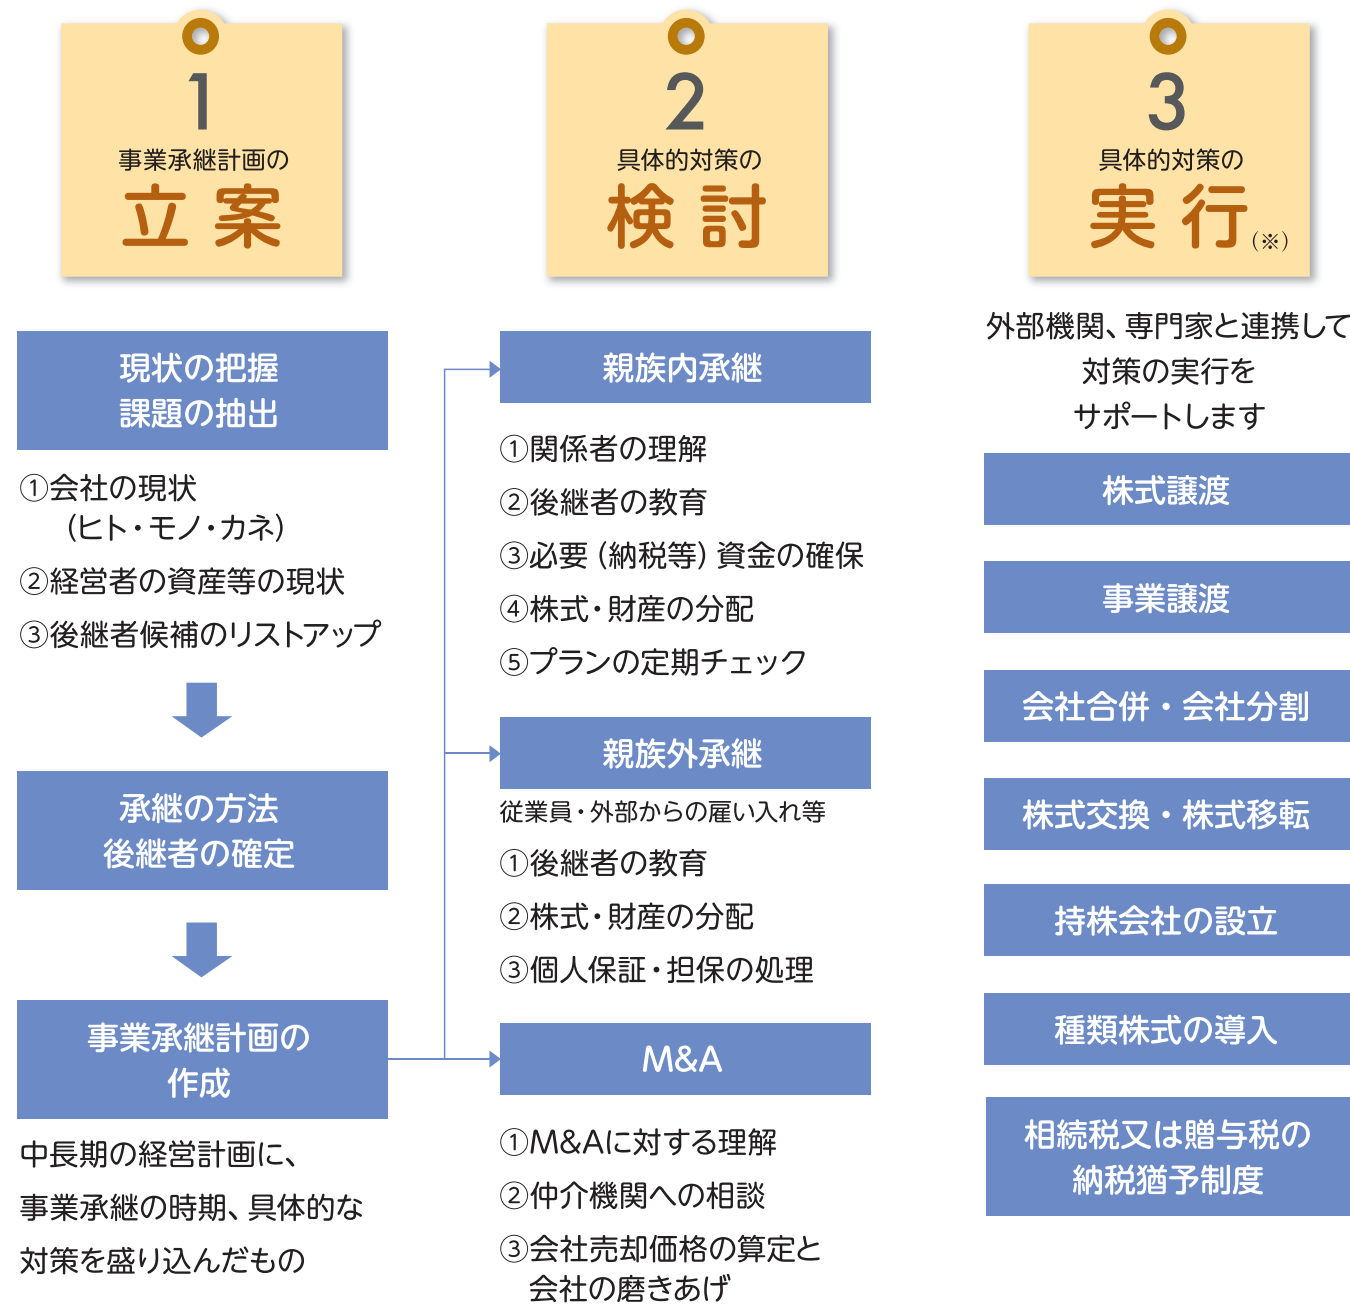 1
事業承継計画の
立案
現状の把握
課題の抽出
①会社の現状
（ヒト・モノ・カネ）
②経営者の資産等の現状
③後継者候補のリストアップ
承継の方法
後継者の確定
事業承継計画の
作成
中長期の経営計画に、
事業承継の時期、具体的な
対策を盛り込んだもの
2
具体的対策の
検討
親族内承継
①関係者の理解
②後継者の教育
③必要（納税等）資金の確保
④株式・財産の分配
⑤プランの定期チェック
親族外承継
従業員・外部からの雇い入れ等
①後継者の教育
②株式・財産の分配
③個人保証・担保の処理
M&A
①M&Aに対する理解
②仲介機関への相談
③会社売却価格の算定と
会社の磨きあげ
3
具体的対策の
実行（※）
外部機関、専門家と連携して
対策の実行を
サポートします
株式譲渡
事業譲渡
会社合併・会社分割
株式交換・株式移転
持株会社の設立
種類株式の導入
相続税又は贈与税の
納税猶予制度